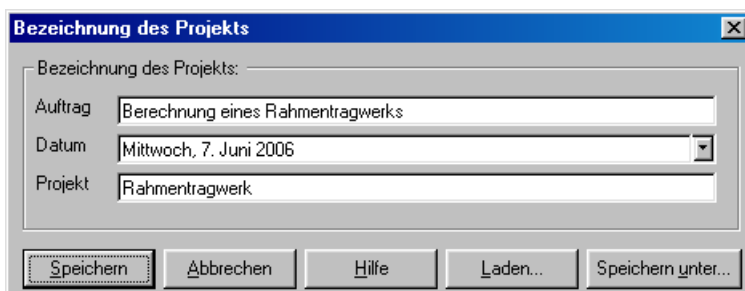 Bezeichnung des Projekts
Bezeichnung des Projekts:
Auftrag Berechnung eines Rahmentragwerks
Datum Mittwoch, 7. Juni 2006
Projekt Rahmentragwerk
Speichern Abbrechen Hilfe Laden... Speichern unter...